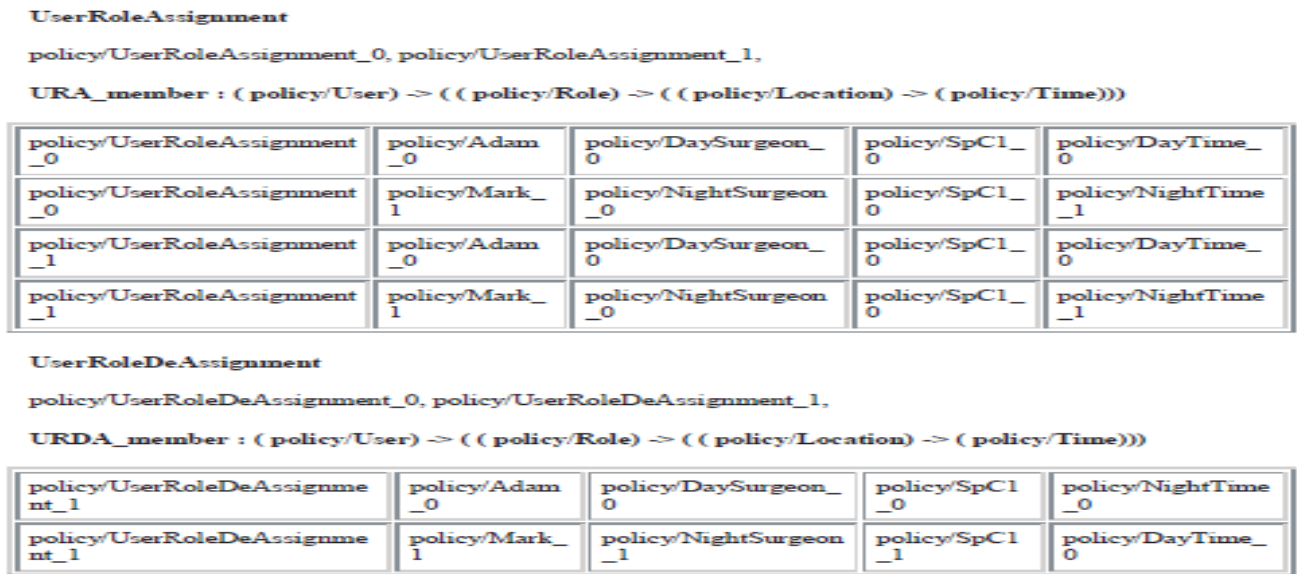 UserRoleAssignment
policy/UserRoleAssignment_0, policy/UserRoleAssignment_1,
URA_member : ( policy/User) -> ( ( policy/Role) -> ( ( policy/Location) -> ( policy/Time)))
policy/UserRoleAssignment policy/Adam policy/DaySurgeon_ policy/SpC1_ policy/DayTime_
_0 _0 0 0 0
policy/UserRoleAssignment policy/Mark_ policy/NightSurgeon policy/SpC1_ policy/NightTime
_0 1 _0 0 _1
policy/UserRoleAssignment policy/Adam policy/DaySurgeon_ policy/SpC1_ policy/DayTime_
_1 _0 0 0 0
policy/UserRoleAssignment policy/Mark_ policy/NightSurgeon policy/SpC1_ policy/NightTime
_1 1 _0 0 _1
UserRoleDeAssignment
policy/UserRoleDeAssignment_0, policy/UserRoleDeAssignment_1,
URDA_member : ( policy/User) -> ( ( policy/Role) -> ( ( policy/Location) -> ( policy/Time)))
policy/UserRoleDeAssignme policy/Adam policy/DaySurgeon_ policy/SpC1 policy/NightTime
nt_1 _0 0 _0 _0
policy/UserRoleDeAssignme policy/Mark_ policy/NightSurgeon policy/SpC1 policy/DayTime_
nt_1 1 _1 _1 0